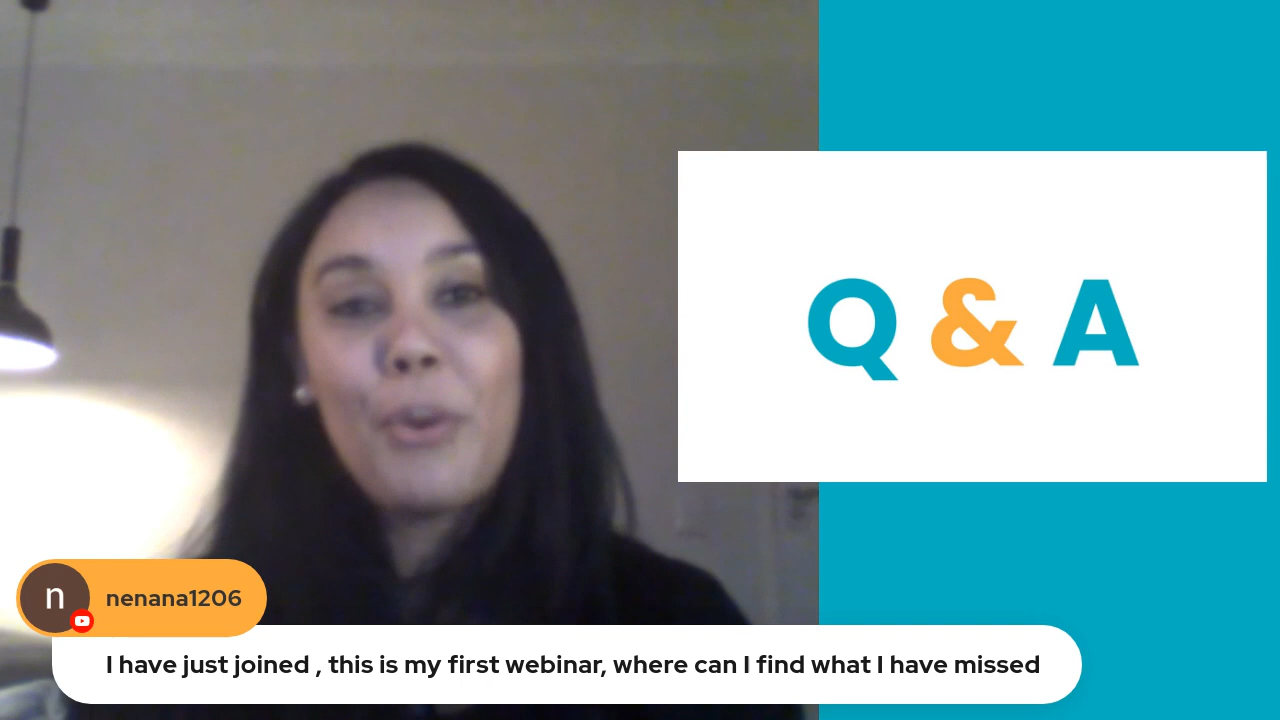 Q & A
n
nenana1206
I have just joined , this is my first webinar, where can I find what I have missed